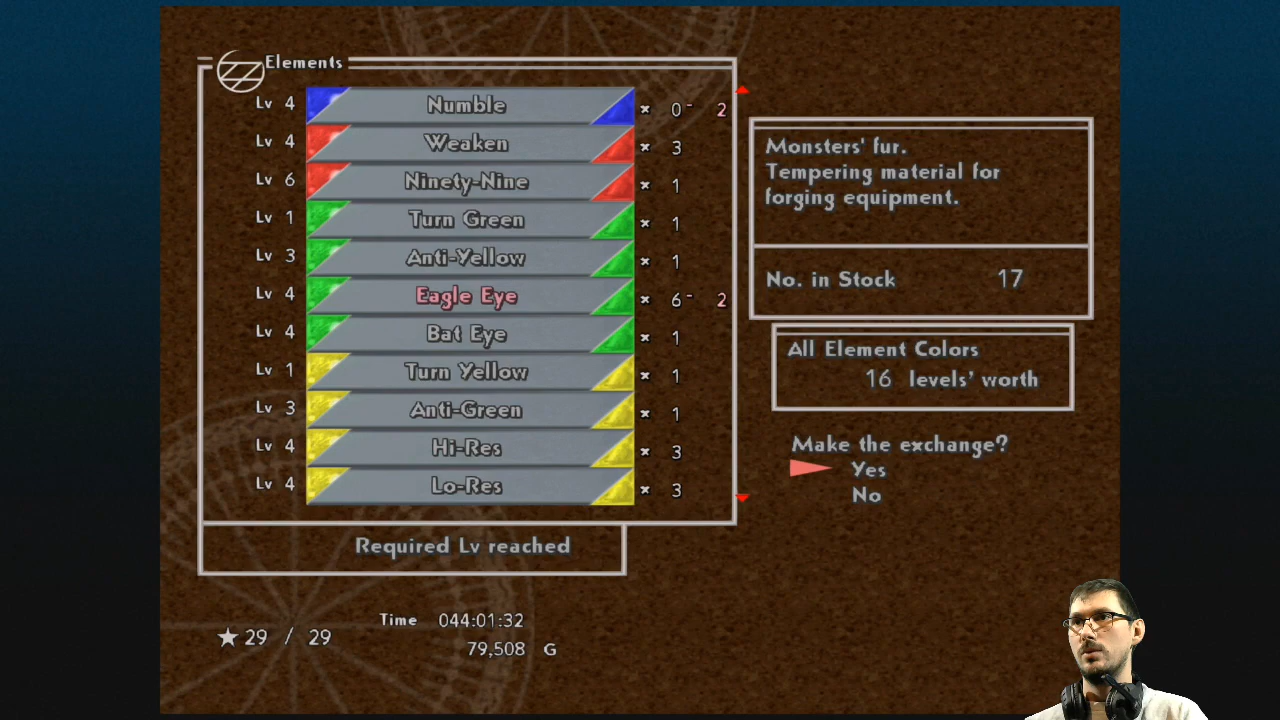 Elements
Lv 4 Numble × 0 - 2
Lv 4 Weaken × 3
Lv 6 Ninety-Nine × 1
Lv 1 Turn Green × 1
Lv 3 Anti-Yellow × 1
Lv 4 Eagle Eye × 6 - 2
Lv 4 Bat Eye × 1
Lv 1 Turn Yellow × 1
Lv 3 Anti-Green × 1
Lv 4 Hi-Res × 3
Lv 4 Lo-Res × 3
Required Lv reached
Time 044:01:32
★ 29 / 29
79,508 G
Monsters' fur.
Tempering material for
forging equipment.
No. in Stock 17
All Element Colors
16 levels' worth
Make the exchange?
Yes
No